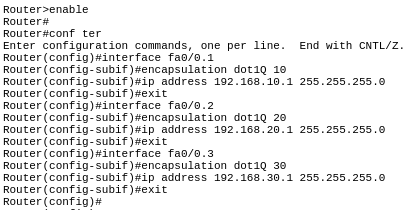 Router>enable
Router#
Router#conf ter
Enter configuration commands, one per line.  End with CNTL/Z.
Router(config)#interface fa0/0.1
Router(config-subif)#encapsulation dot1Q 10
Router(config-subif)#ip address 192.168.10.1 255.255.255.0
Router(config-subif)#exit
Router(config)#interface fa0/0.2
Router(config-subif)#encapsulation dot1Q 20
Router(config-subif)#ip address 192.168.20.1 255.255.255.0
Router(config-subif)#exit
Router(config)#interface fa0/0.3
Router(config-subif)#encapsulation dot1Q 30
Router(config-subif)#ip address 192.168.30.1 255.255.255.0
Router(config-subif)#exit
Router(config)#